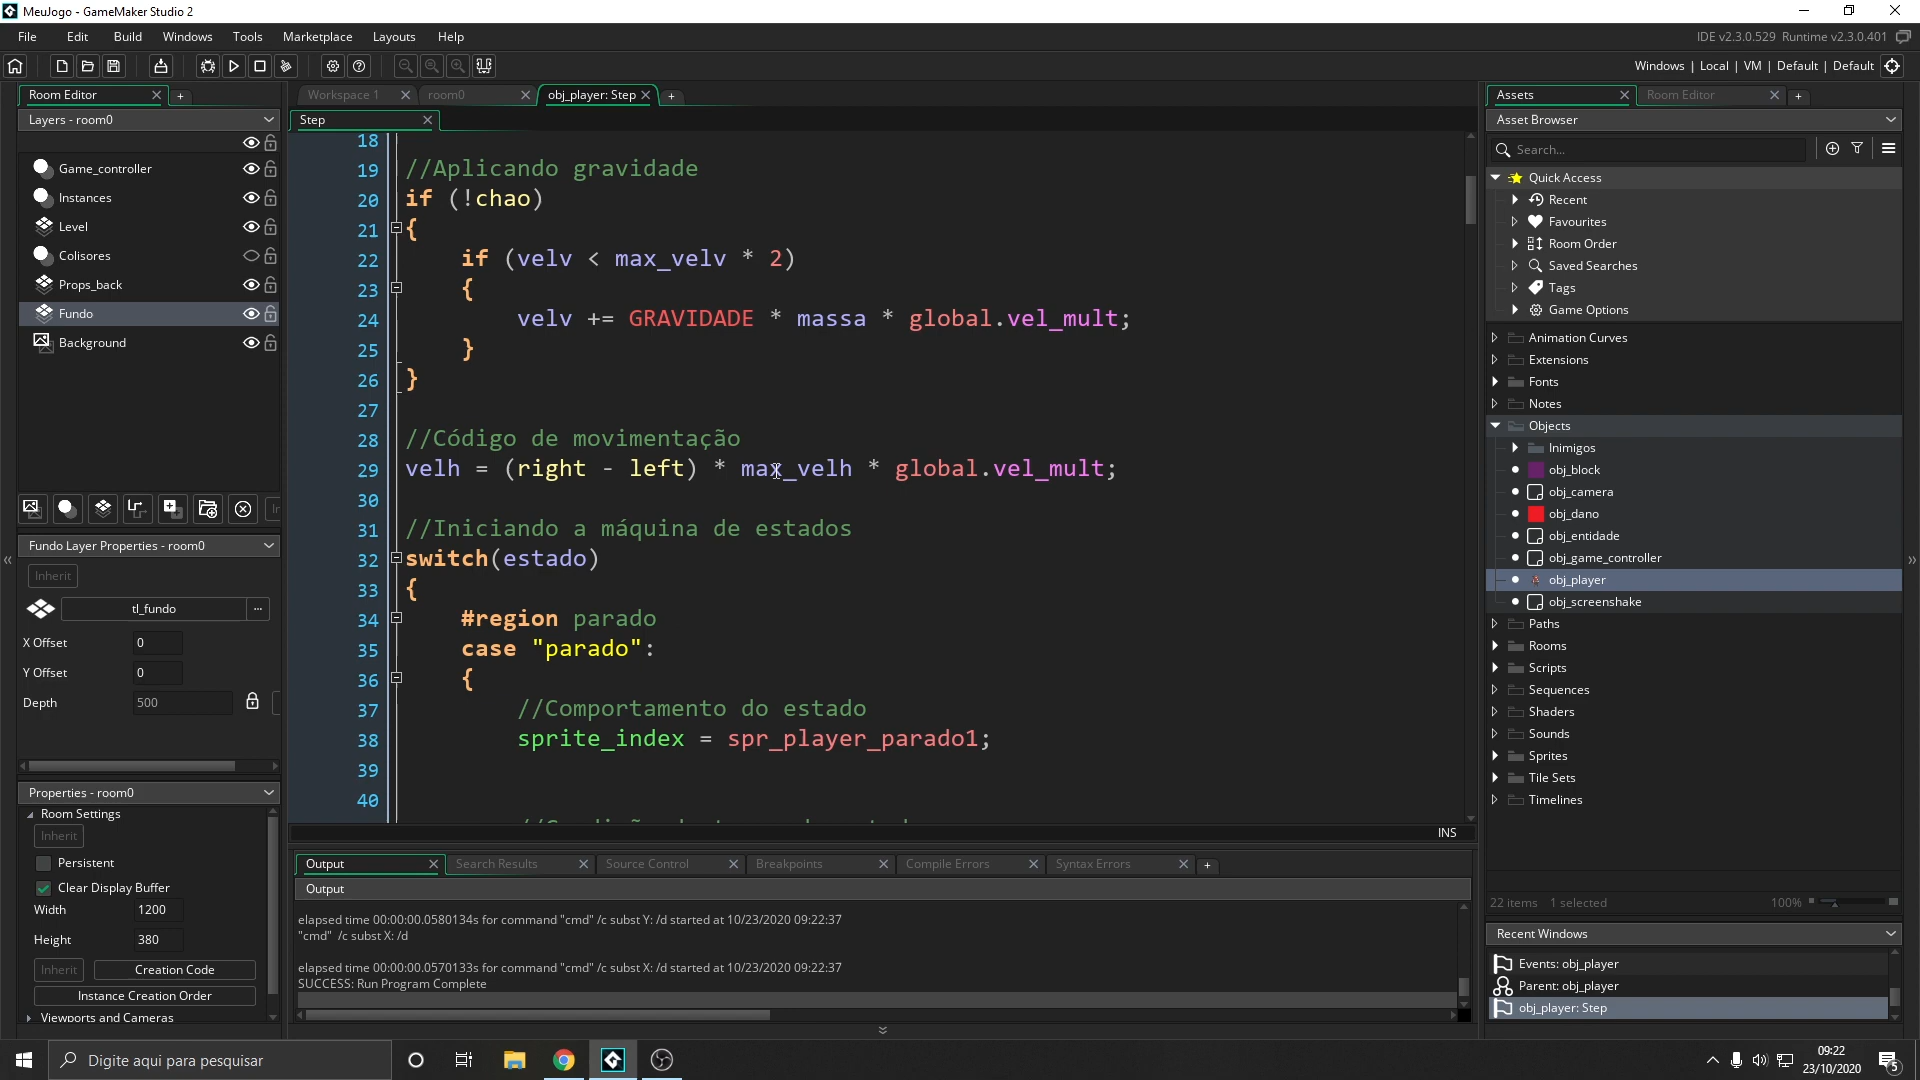 MeuJogo - GameMaker Studio 2
File Edit Build Windows Tools Marketplace Layouts Help
IDE v2.3.0.529 Runtime v2.3.0.401
Windows | Local | VM | Default | Default
Room Editor
Layers - room0
Game_controller
Instances
Level
Colisores
Props_back
Fundo
Background
Fundo Layer Properties - room0
Inherit
tl_fundo
...
X Offset 0
Y Offset 0
Depth 500
Properties - room0
Room Settings
Inherit
Persistent
Clear Display Buffer
Width 1200
Height 380
Inherit Creation Code
Instance Creation Order
Viewports and Cameras
Workspace 1 room0 obj_player: Step
Step
18
19 //Aplicando gravidade
20 if (!chao)
21 {
22 if (velv < max_velv * 2)
23 {
24 velv += GRAVIDADE * massa * global.vel_mult;
25 }
26 }
27
28 //Código de movimentação
29 velh = (right - left) * max_velh * global.vel_mult;
30
31 //Iniciando a máquina de estados
32 switch(estado)
33 {
34 #region parado
35 case "parado":
36 {
37 //Comportamento do estado
38 sprite_index = spr_player_parado1;
39
40
INS
Output Search Results Source Control Breakpoints Compile Errors Syntax Errors
Output
elapsed time 00:00:00.0580134s for command "cmd" /c subst Y: /d started at 10/23/2020 09:22:37
"cmd" /c subst X: /d
elapsed time 00:00:00.0570133s for command "cmd" /c subst X: /d started at 10/23/2020 09:22:37
SUCCESS: Run Program Complete
Assets Room Editor
Asset Browser
Search...
Quick Access
Recent
Favourites
Room Order
Saved Searches
Tags
Game Options
Animation Curves
Extensions
Fonts
Notes
Objects
Inimigos
obj_block
obj_camera
obj_dano
obj_entidade
obj_game_controller
obj_player
obj_screenshake
Paths
Rooms
Scripts
Sequences
Shaders
Sounds
Sprites
Tile Sets
Timelines
22 items 1 selected 100%
Recent Windows
Events: obj_player
Parent: obj_player
obj_player: Step
Digite aqui para pesquisar
09:22
23/10/2020
5